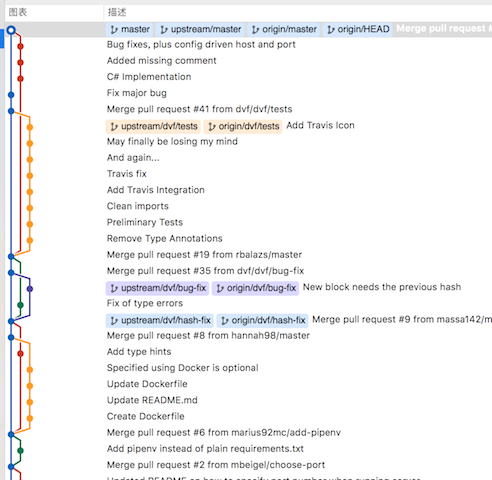 图表 描述
master upstream/master origin/master origin/HEAD Merge pull request
Bug fixes, plus config driven host and port
Added missing comment
C# Implementation
Fix major bug
Merge pull request #41 from dvf/dvf/tests
upstream/dvf/tests origin/dvf/tests Add Travis Icon
May finally be losing my mind
And again...
Travis fix
Add Travis Integration
Clean imports
Preliminary Tests
Remove Type Annotations
Merge pull request #19 from rbalazs/master
Merge pull request #35 from dvf/dvf/bug-fix
upstream/dvf/bug-fix origin/dvf/bug-fix New block needs the previous hash
Fix of type errors
upstream/dvf/hash-fix origin/dvf/hash-fix Merge pull request #9 from massa142/m
Merge pull request #8 from hannah98/master
Add type hints
Specified using Docker is optional
Update Dockerfile
Update README.md
Create Dockerfile
Merge pull request #6 from marius92mc/add-pipenv
Add pipenv instead of plain requirements.txt
Merge pull request #2 from mbeigel/choose-port